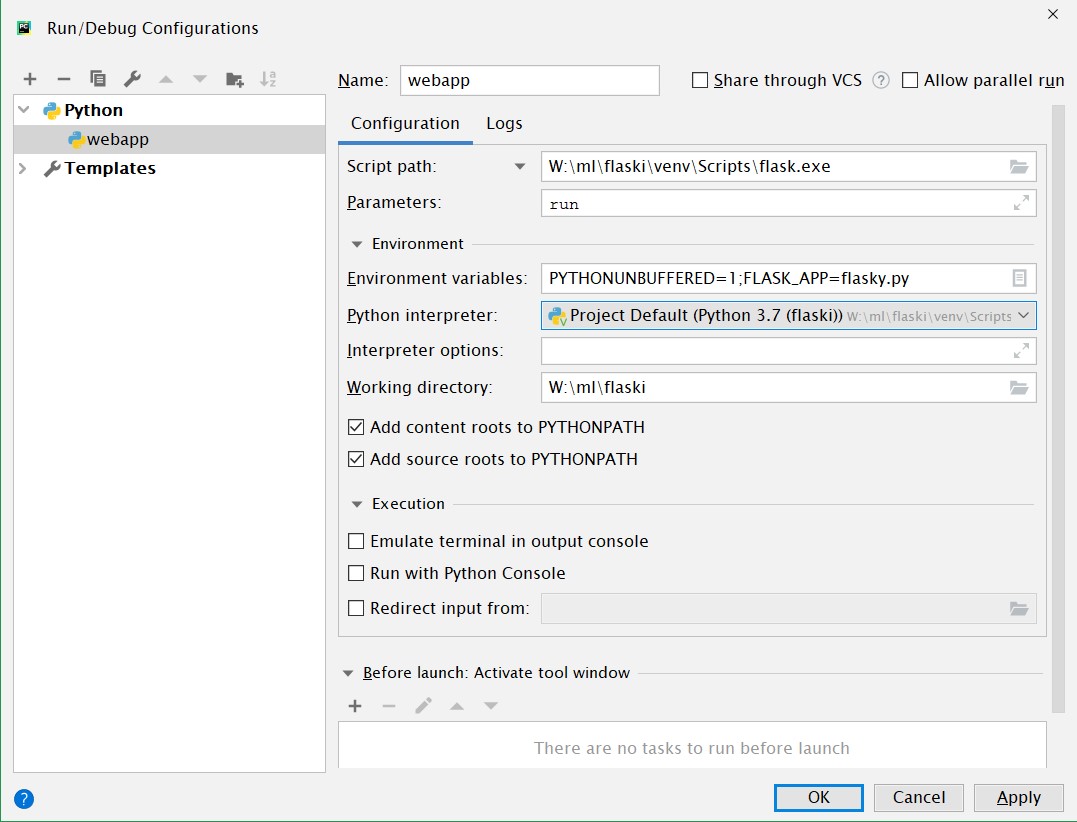 Run/Debug Configurations
Name: webapp
Share through VCS ? Allow parallel run
Python
webapp
Templates
Configuration Logs
Script path: W:\ml\flaski\venv\Scripts\flask.exe
Parameters: run
Environment
Environment variables: PYTHONUNBUFFERED=1;FLASK_APP=flasky.py
Python interpreter: Project Default (Python 3.7 (flaski)) W:\ml\flaski\venv\Scripts
Interpreter options:
Working directory: W:\ml\flaski
Add content roots to PYTHONPATH
Add source roots to PYTHONPATH
Execution
Emulate terminal in output console
Run with Python Console
Redirect input from:
Before launch: Activate tool window
There are no tasks to run before launch
? OK Cancel Apply